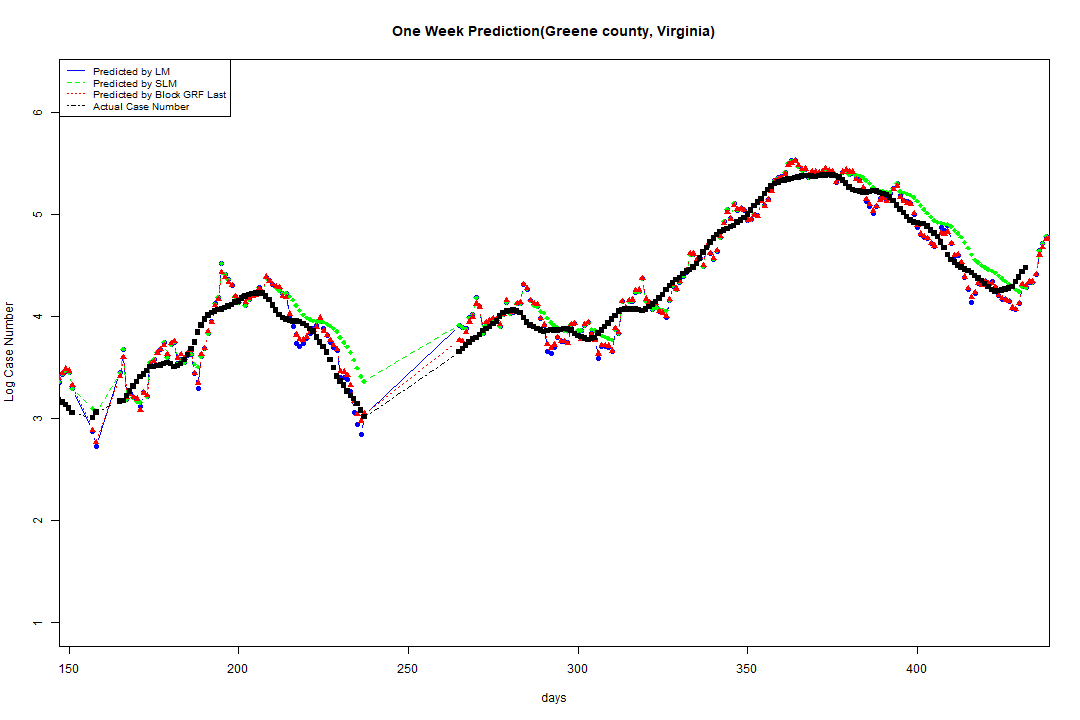 One Week Prediction(Greene county, Virginia)
Predicted by LM
Predicted by SLM
Predicted by Block GRF Last
Actual Case Number
Log Case Number
6
5
4
3
2
1
150 200 250 300 350 400
days